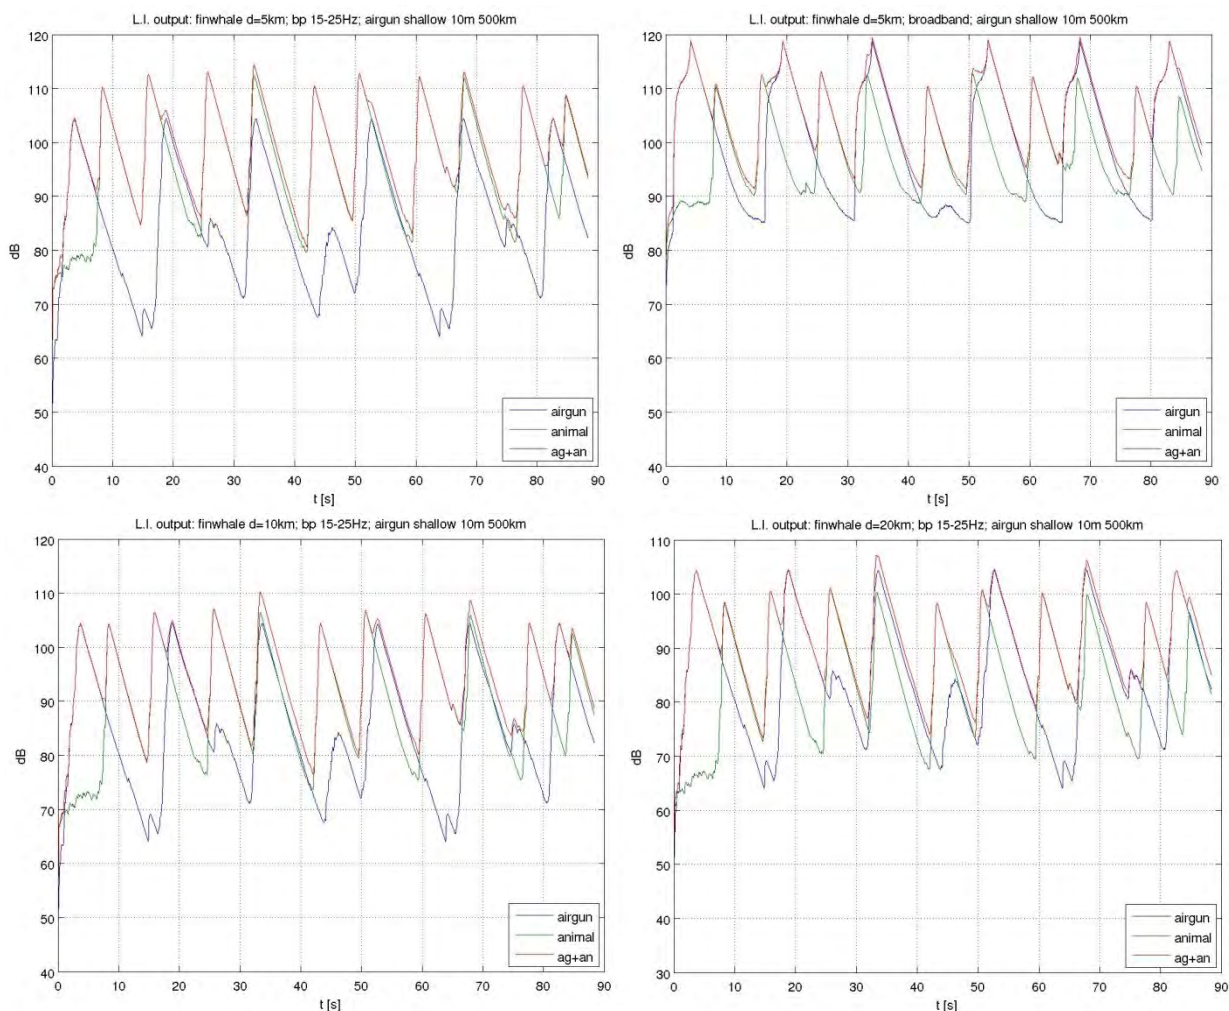 L.I. output: finwhale d=5km; bp 15-25Hz; airgun shallow 10m 500km
120
110
100
90
80
70
60
50
40
dB
0 10 20 30 40 50 60 70 80 90
t [s]
airgun
animal
ag+an
L.I. output: finwhale d=5km; broadband; airgun shallow 10m 500km
120
110
100
90
80
70
60
50
40
dB
0 10 20 30 40 50 60 70 80 90
t [s]
airgun
animal
ag+an
L.I. output: finwhale d=10km; bp 15-25Hz; airgun shallow 10m 500km
120
110
100
90
80
70
60
50
40
dB
0 10 20 30 40 50 60 70 80 90
t [s]
airgun
animal
ag+an
L.I. output: finwhale d=20km; bp 15-25Hz; airgun shallow 10m 500km
110
100
90
80
70
60
50
40
30
dB
0 10 20 30 40 50 60 70 80 90
t [s]
airgun
animal
ag+an